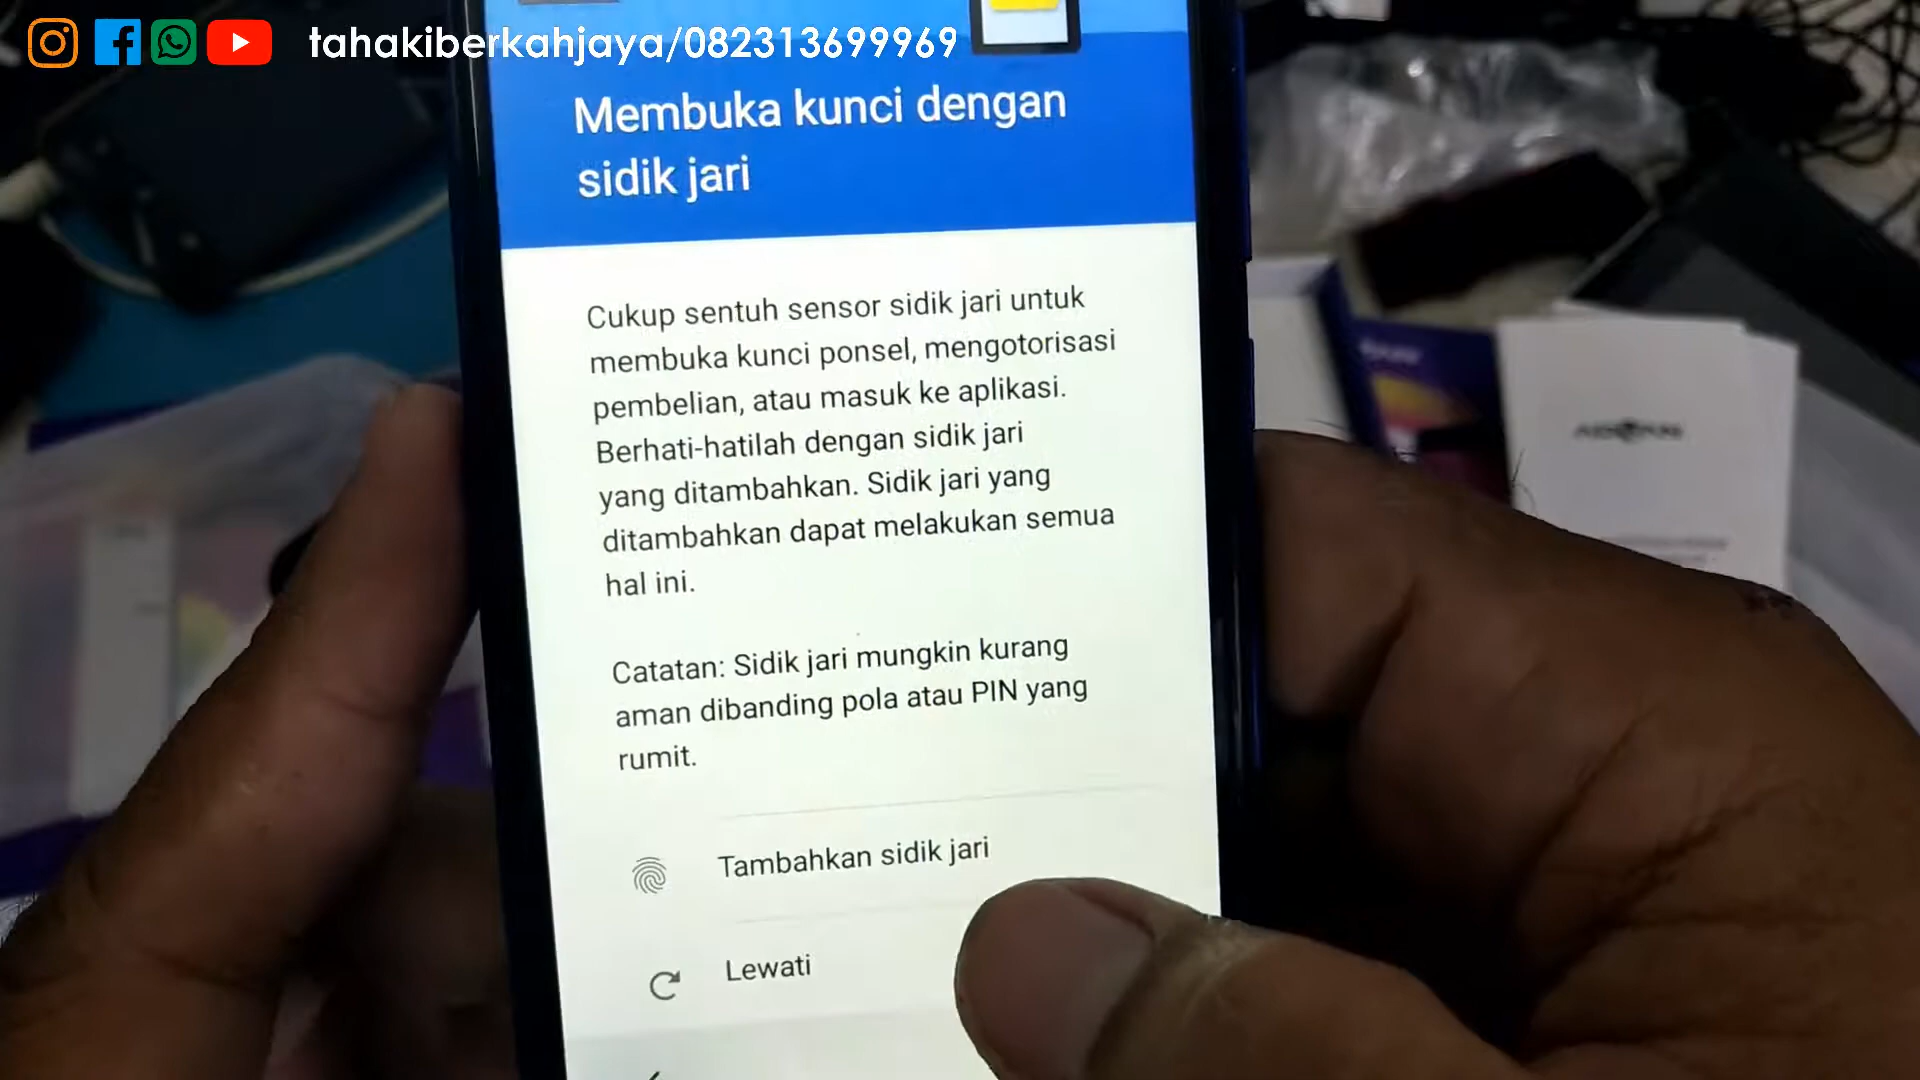 tahakiberkahjaya/082313699969
Membuka kunci dengan
sidik jari
Cukup sentuh sensor sidik jari untuk
membuka kunci ponsel, mengotorisasi
pembelian, atau masuk ke aplikasi.
Berhati-hatilah dengan sidik jari
yang ditambahkan. Sidik jari yang
ditambahkan dapat melakukan semua
hal ini.
Catatan: Sidik jari mungkin kurang
aman dibanding pola atau PIN yang
rumit.
Tambahkan sidik jari
Lewati